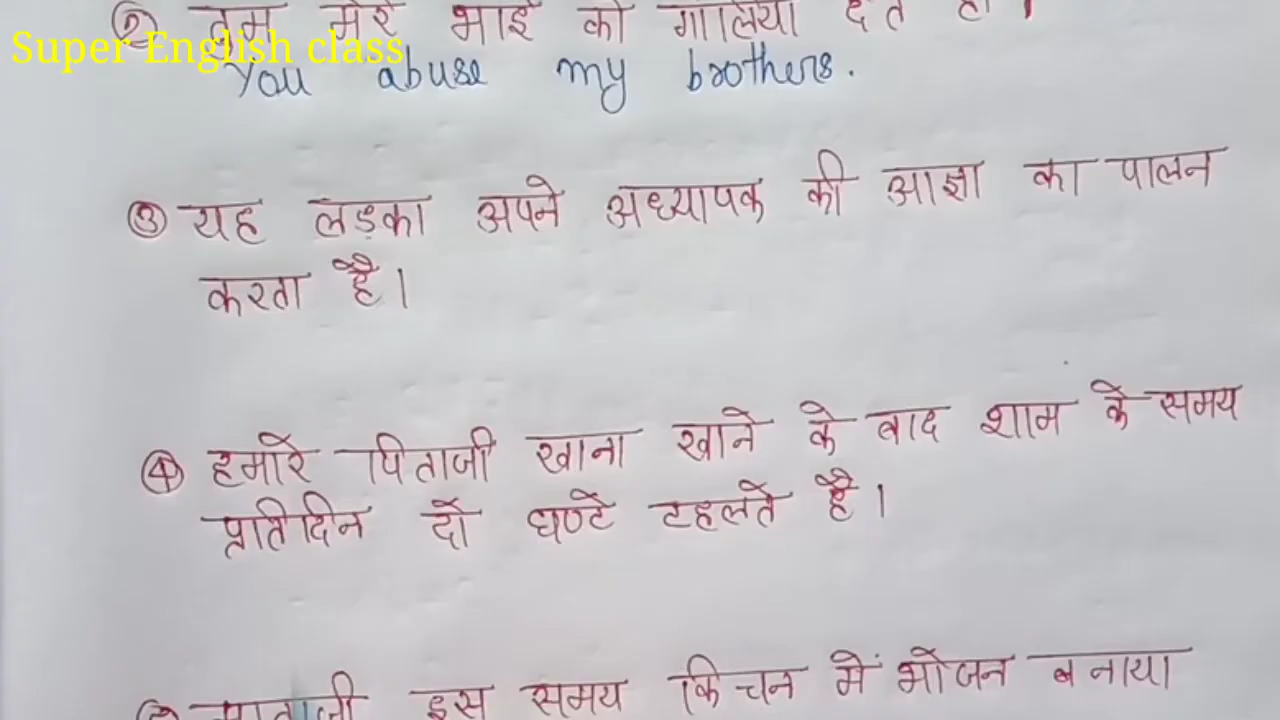 ② तुम मेरे भाई को गालियाँ देते हो।
Super English class
You abuse my brothers.
③ यह लड़का अपने अध्यापक की आज्ञा का पालन
करता है।
④ हमारे पिताजी खाना खाने के बाद शाम के समय
प्रतिदिन दो घण्टे टहलते है।
माताजी इस समय किचन में भोजन बनाया